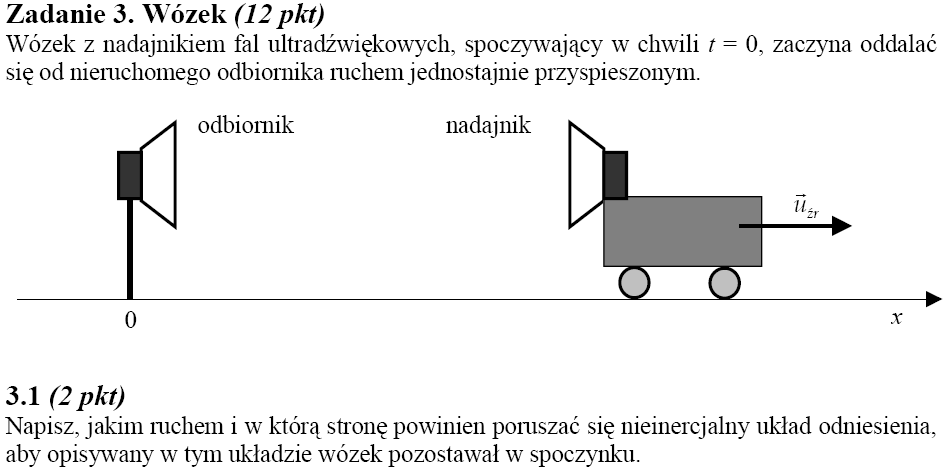 Zadanie 3. Wózek (12 pkt)
Wózek z nadajnikiem fal ultradźwiękowych, spoczywający w chwili t = 0, zaczyna oddalać
się od nieruchomego odbiornika ruchem jednostajnie przyspieszonym.
odbiornik nadajnik
u⃗źr
0 x
3.1 (2 pkt)
Napisz, jakim ruchem i w którą stronę powinien poruszać się nieinercjalny układ odniesienia,
aby opisywany w tym układzie wózek pozostawał w spoczynku.